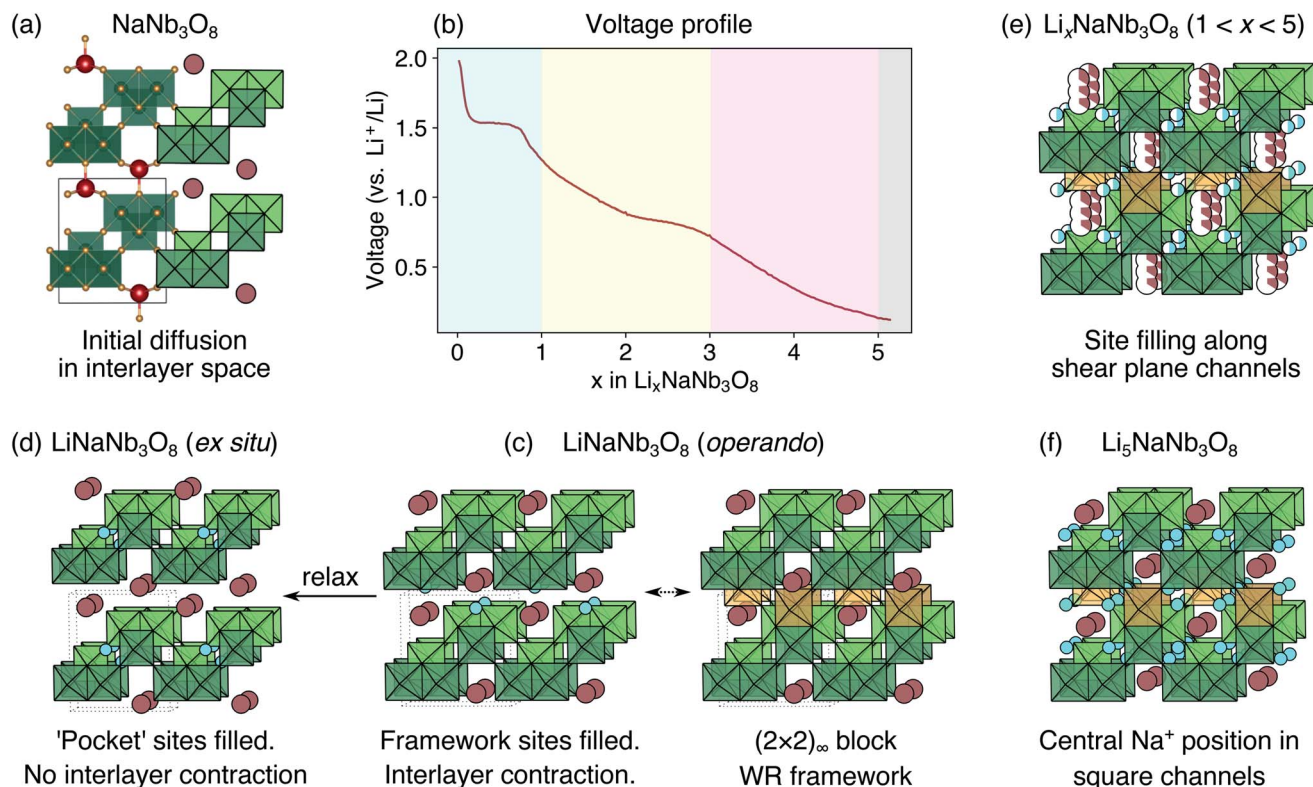 (a) NaNb₃O₈
Initial diffusion
in interlayer space
(b) Voltage profile
Voltage (vs. Li⁺/Li)
2.0
1.5
1.0
0.5
0 1 2 3 4 5
x in LiₓNaNb₃O₈
(e) LiₓNaNb₃O₈ (1 < x < 5)
Site filling along
shear plane channels
(d) LiNaNb₃O₈ (ex situ)
'Pocket' sites filled.
No interlayer contraction
relax
(c) LiNaNb₃O₈ (operando)
Framework sites filled.
Interlayer contraction.
(2×2)∞ block
WR framework
(f) Li₅NaNb₃O₈
Central Na⁺ position in
square channels